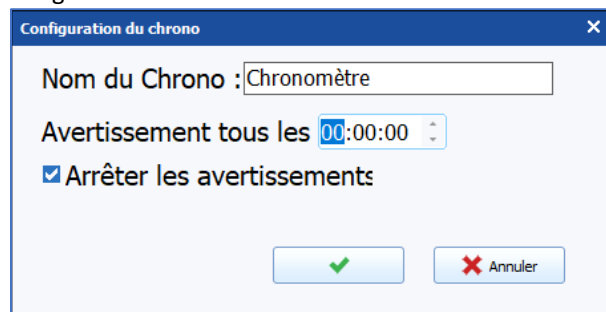 Configuration du chrono
Nom du Chrono : Chronomètre
Avertissement tous les 00:00:00
Arrêter les avertissements
Annuler